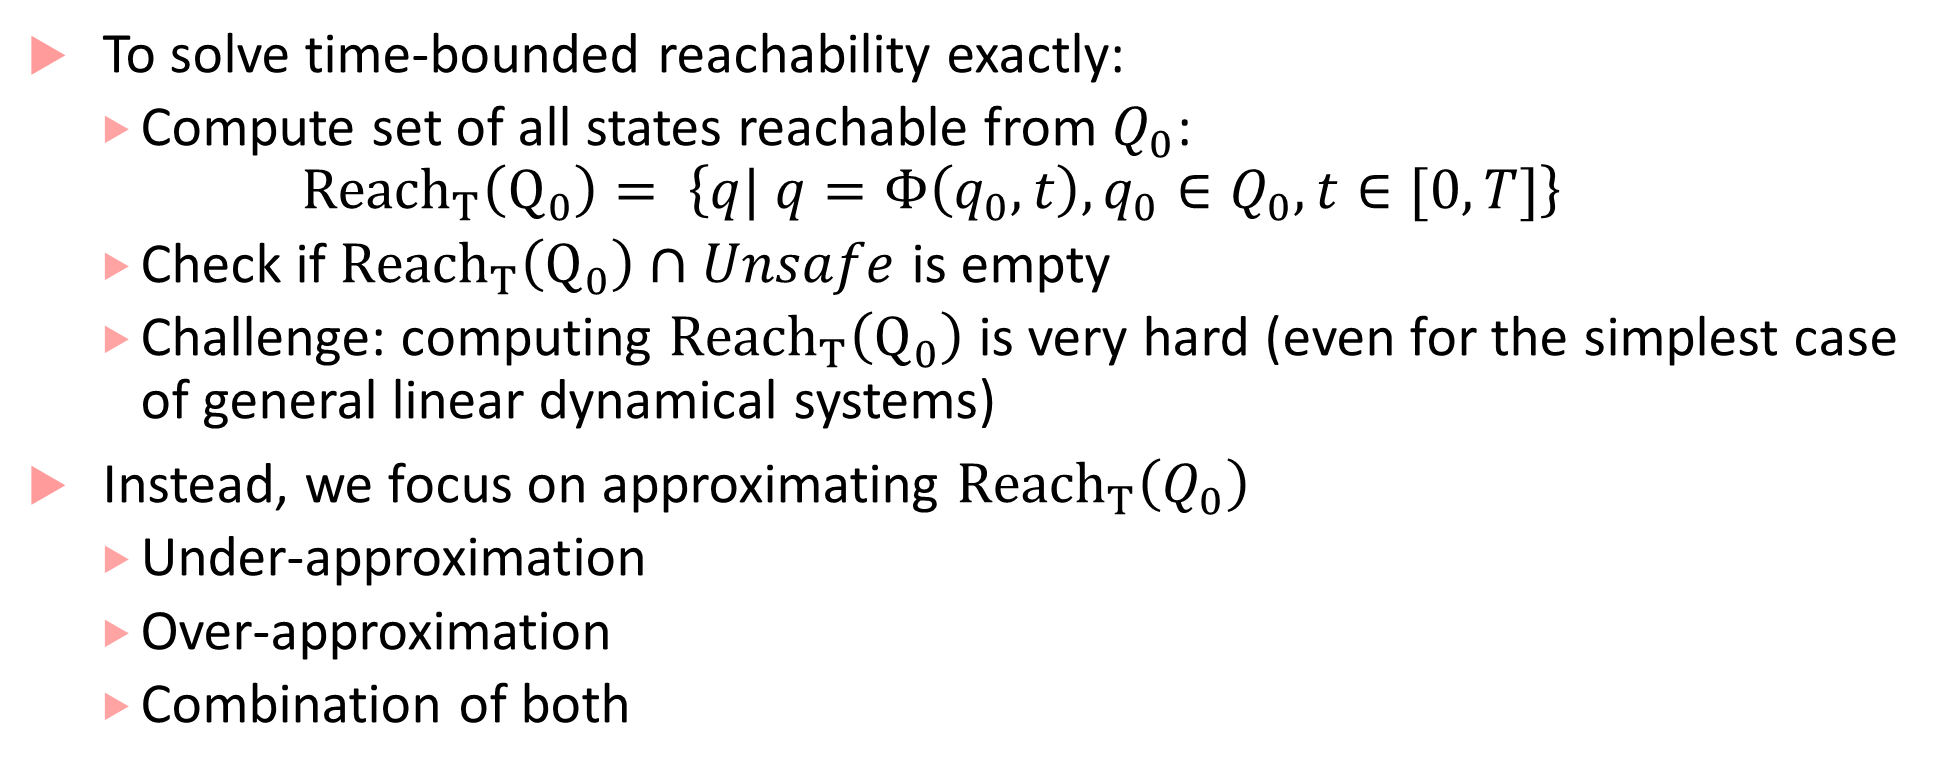 To solve time-bounded reachability exactly:
Compute set of all states reachable from 𝑄₀:
Reach_T(Q₀) = {𝑞| 𝑞 = Φ(𝑞₀, 𝑡), 𝑞₀ ∈ 𝑄₀, 𝑡 ∈ [0, 𝑇]}
Check if Reach_T(Q₀) ∩ 𝑈𝑛𝑠𝑎𝑓𝑒 is empty
Challenge: computing Reach_T(Q₀) is very hard (even for the simplest case
of general linear dynamical systems)
Instead, we focus on approximating Reach_T(𝑄₀)
Under-approximation
Over-approximation
Combination of both